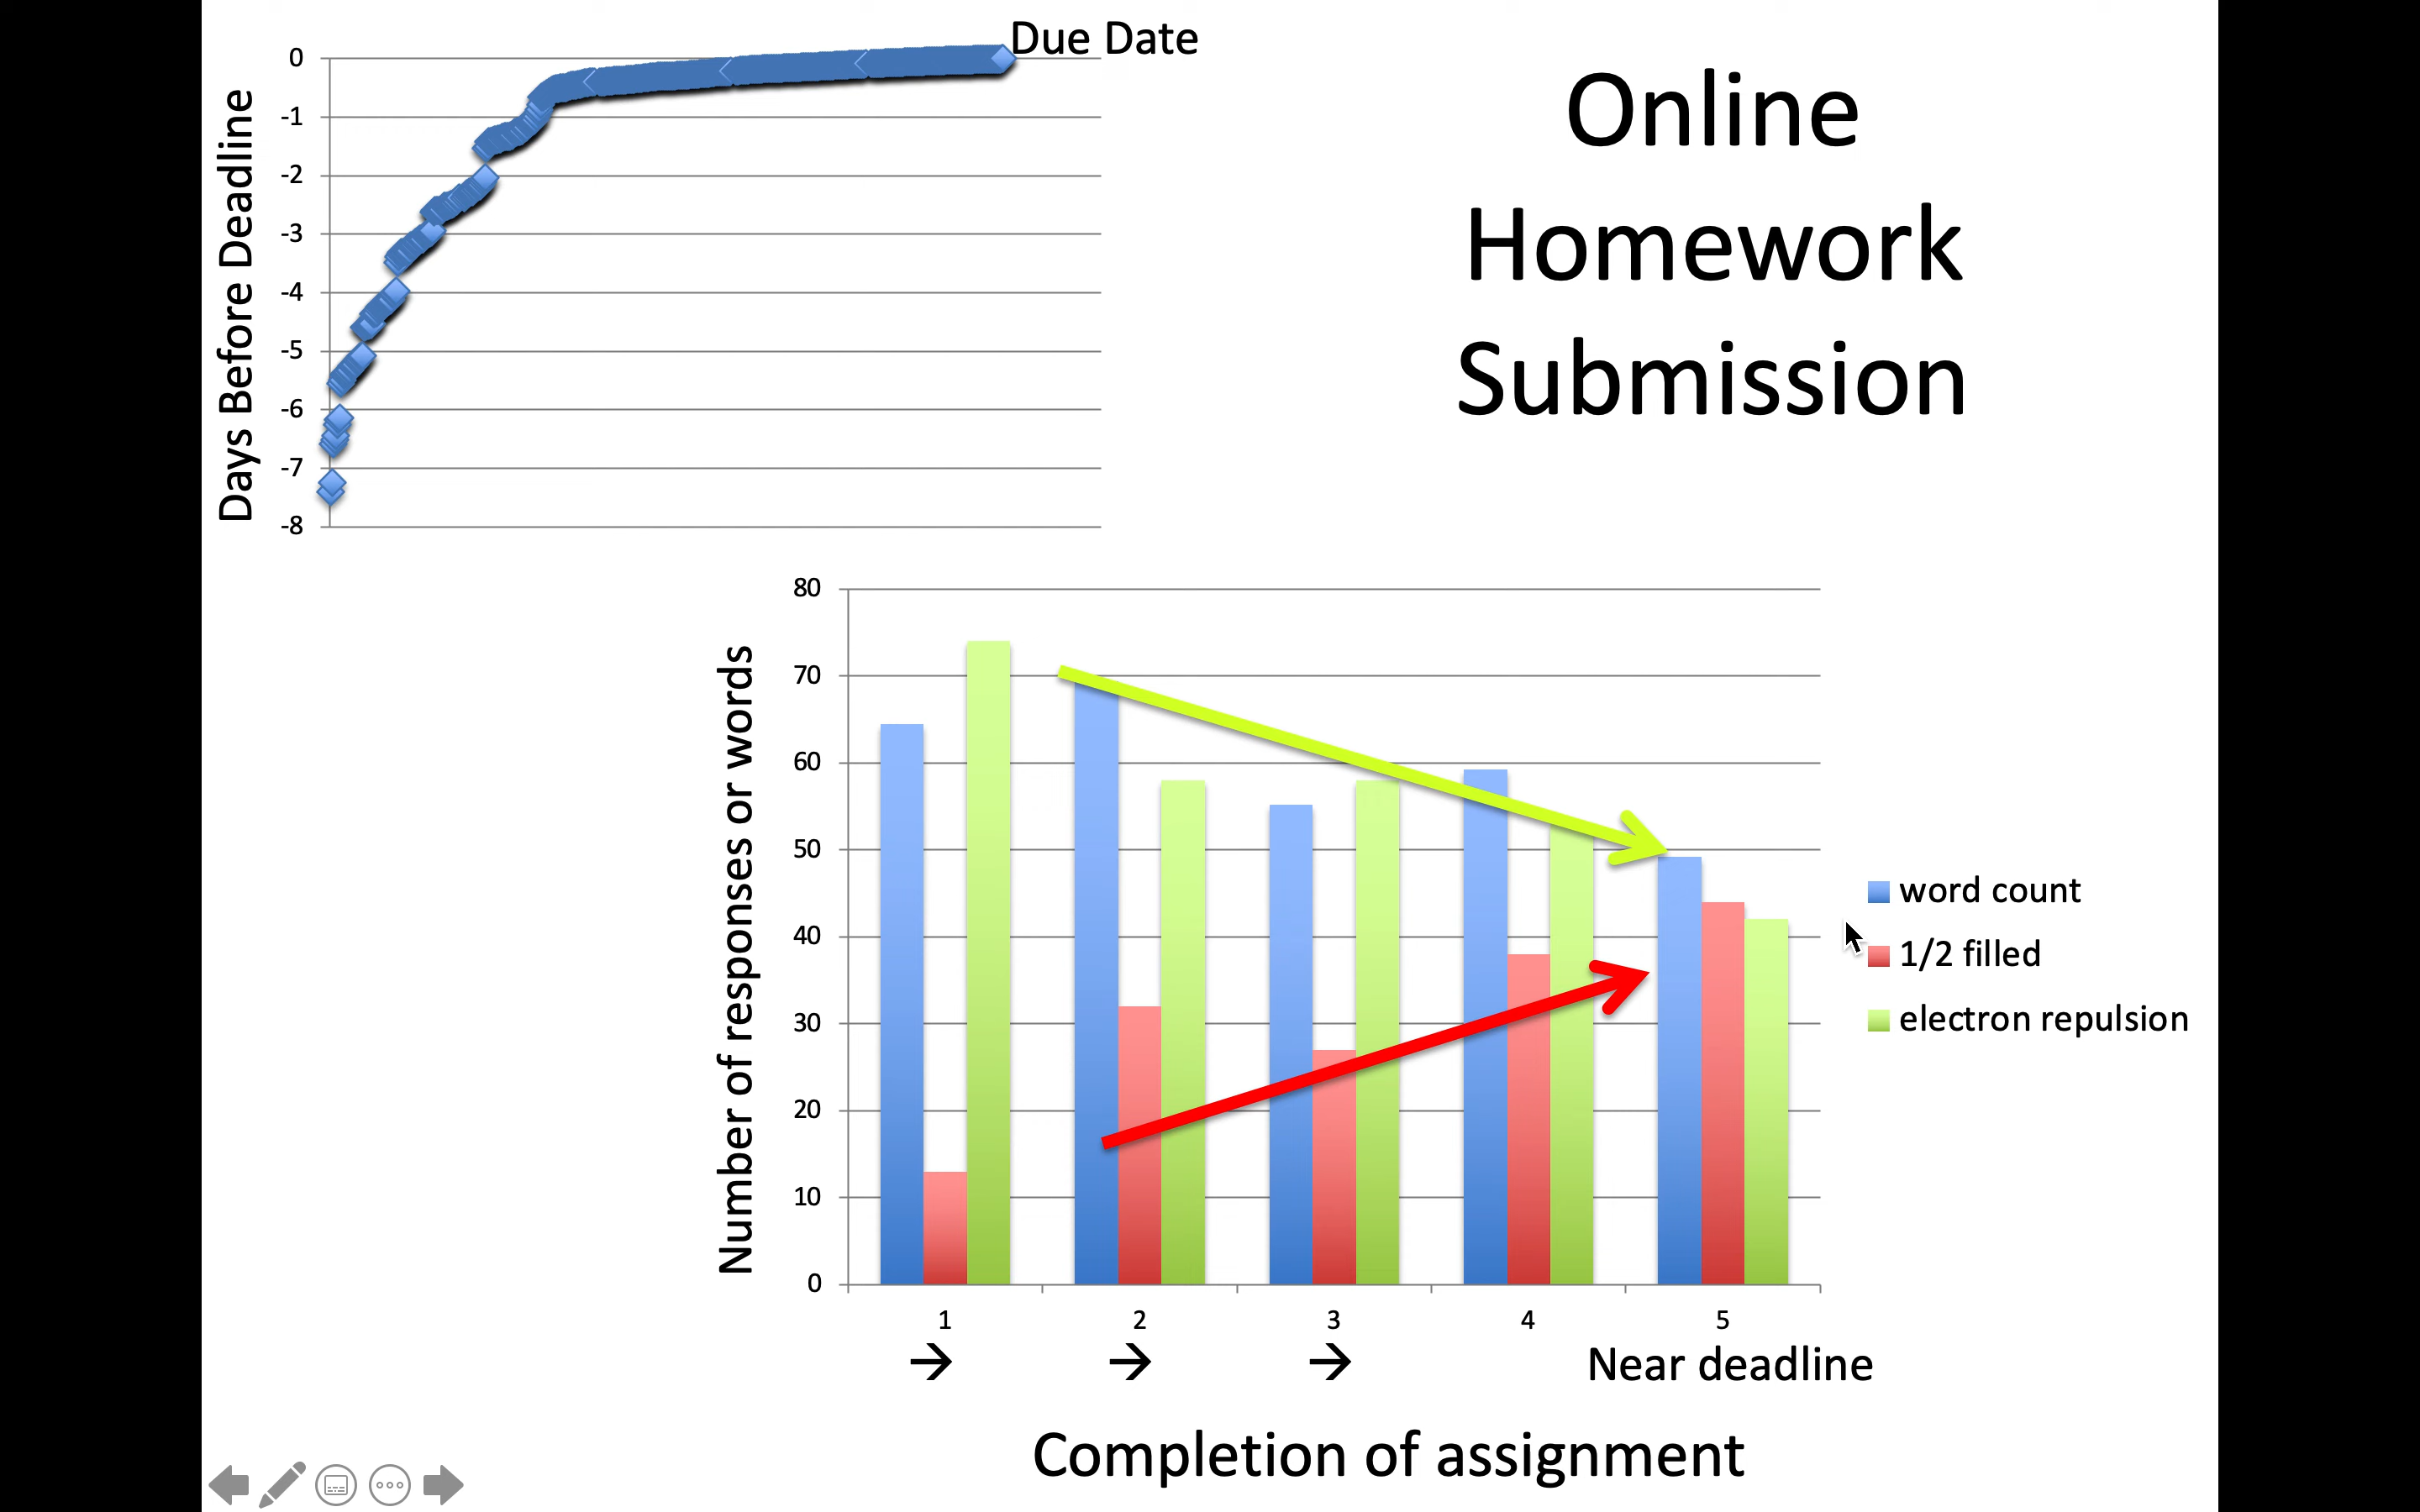 Due Date
0
-1
-2
-3
-4
-5
-6
-7
-8
Days Before Deadline
Online
Homework
Submission
80
70
60
50
40
30
20
10
0
Number of responses or words
1
2
3
4
5
→ → → Near deadline
Completion of assignment
word count
1/2 filled
electron repulsion